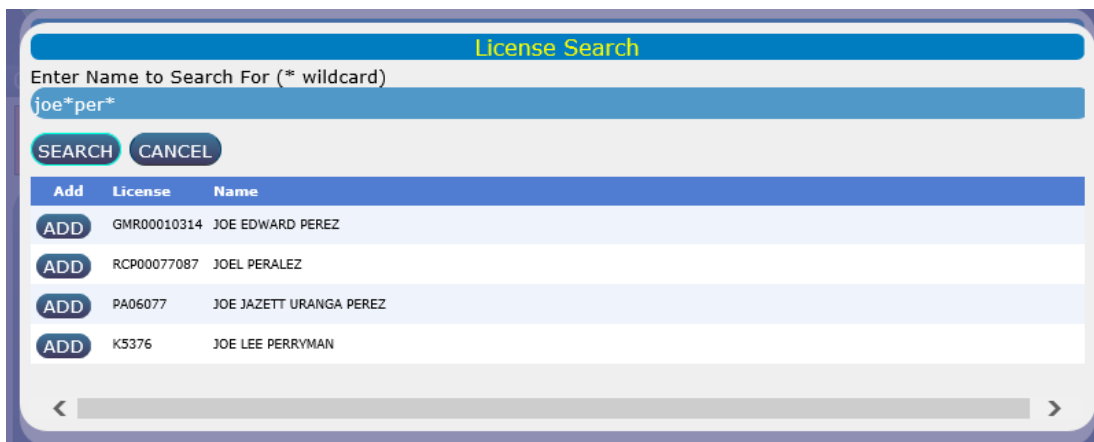 License Search
Enter Name to Search For (* wildcard)
joe*per*
SEARCH CANCEL
Add License Name
ADD GMR00010314 JOE EDWARD PEREZ
ADD RCP00077087 JOEL PERALEZ
ADD PA06077 JOE JAZETT URANGA PEREZ
ADD K5376 JOE LEE PERRYMAN